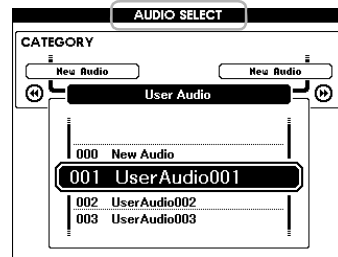 AUDIO SELECT
CATEGORY
New Audio New Audio
User Audio
000 New Audio
001 UserAudio001
002 UserAudio002
003 UserAudio003